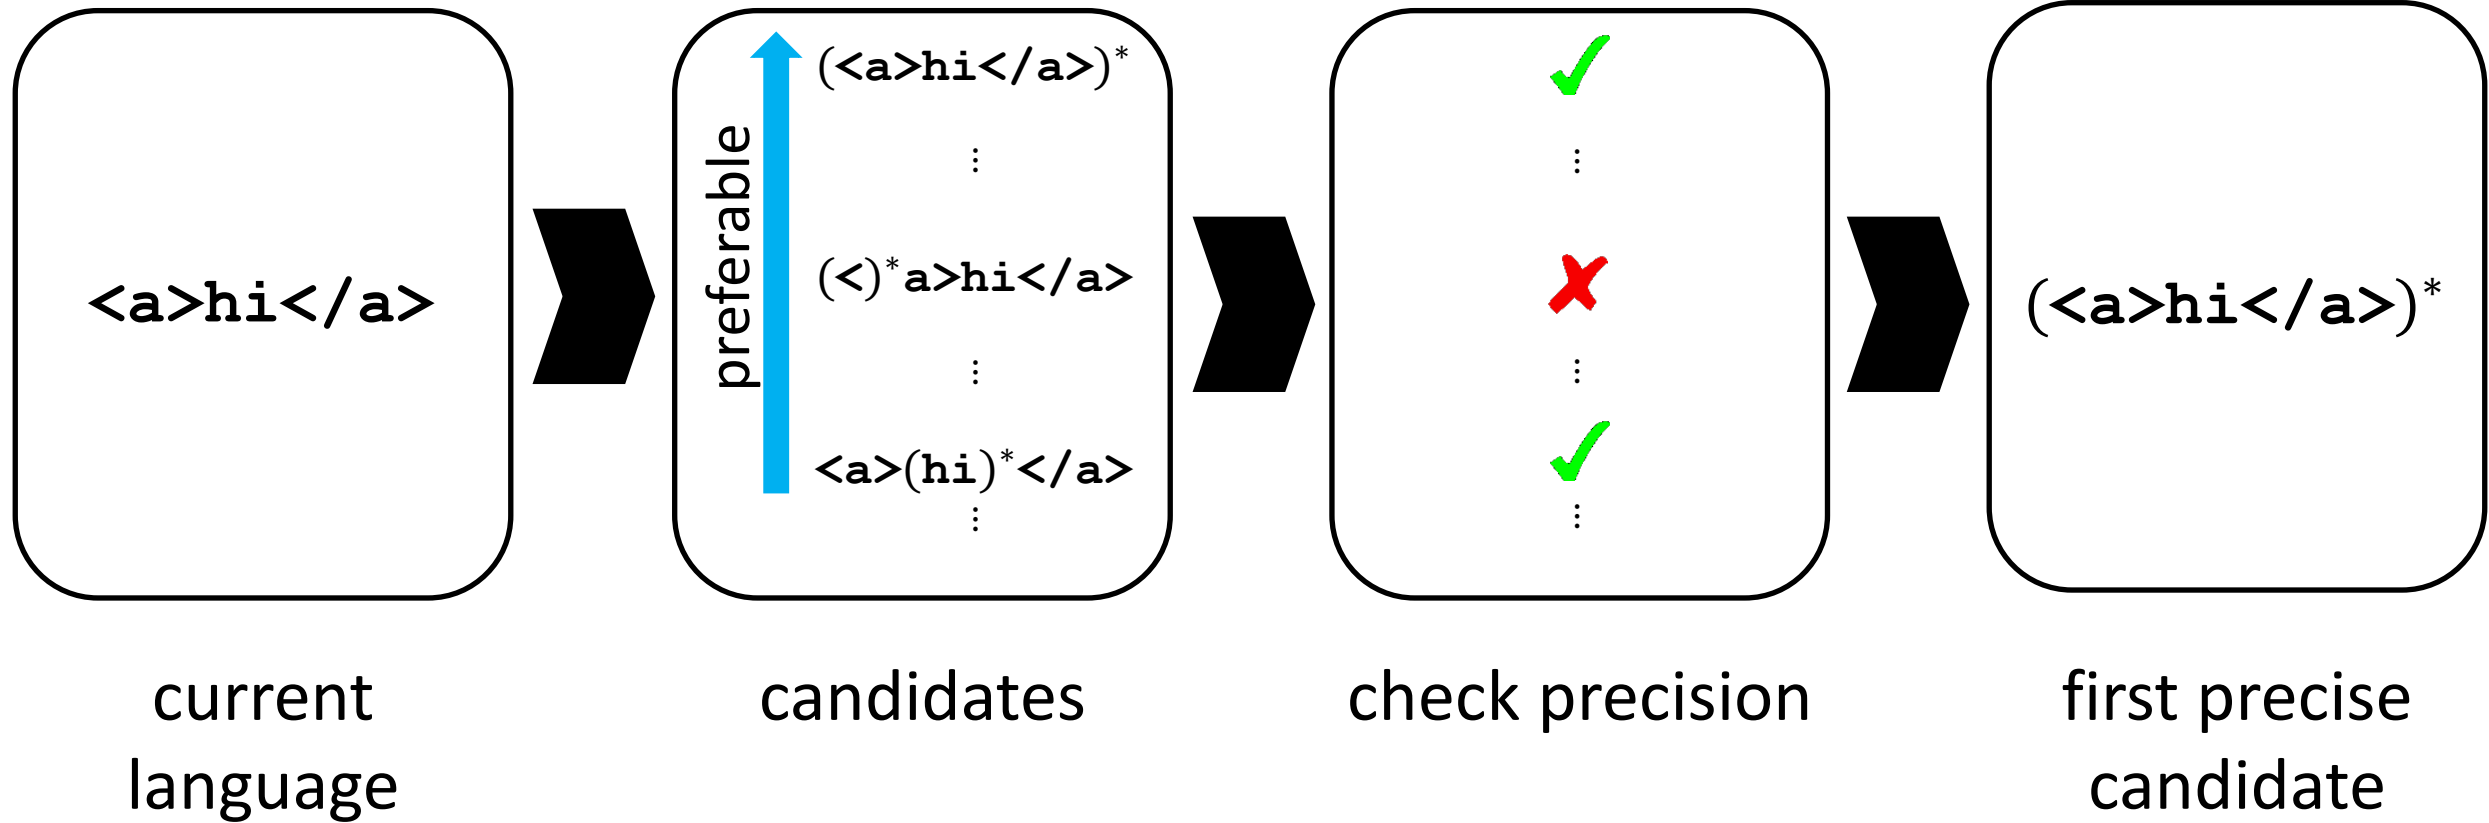 <a>hi</a>
current
language
preferable
(<a>hi</a>)*
⋮
(<)*a>hi</a>
⋮
<a>(hi)*</a>
⋮
candidates
⋮
⋮
⋮
check precision
(<a>hi</a>)*
first precise
candidate